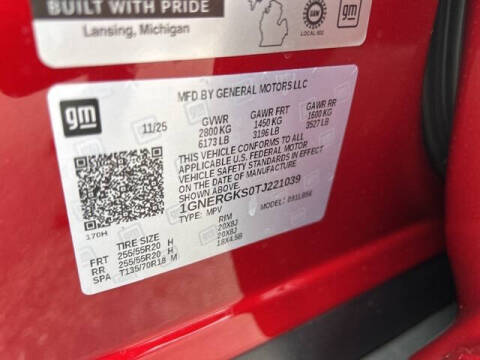 BUILT WITH PRIDE
Lansing, Michigan
UAW
LOCAL 602
gm
gm
MFD BY GENERAL MOTORS LLC
11/25 GVWR GAWR FRT GAWR RR
2800 KG 1450 KG 1600 KG
6173 LB 3196 LB 3527 LB
THIS VEHICLE CONFORMS TO ALL
APPLICABLE U.S. FEDERAL MOTOR
VEHICLE SAFETY STANDARDS IN EFFECT
ON THE DATE OF MANUFACTURE SHOWN ABOVE.
1GNERGKS0TJ221039
TYPE: MPV MODEL:
170H
TIRE SIZE RIM
FRT 255/55R20 H 20X8J
RR 255/55R20 H 20X8J
SPA T135/70R18 M 18X4.5B